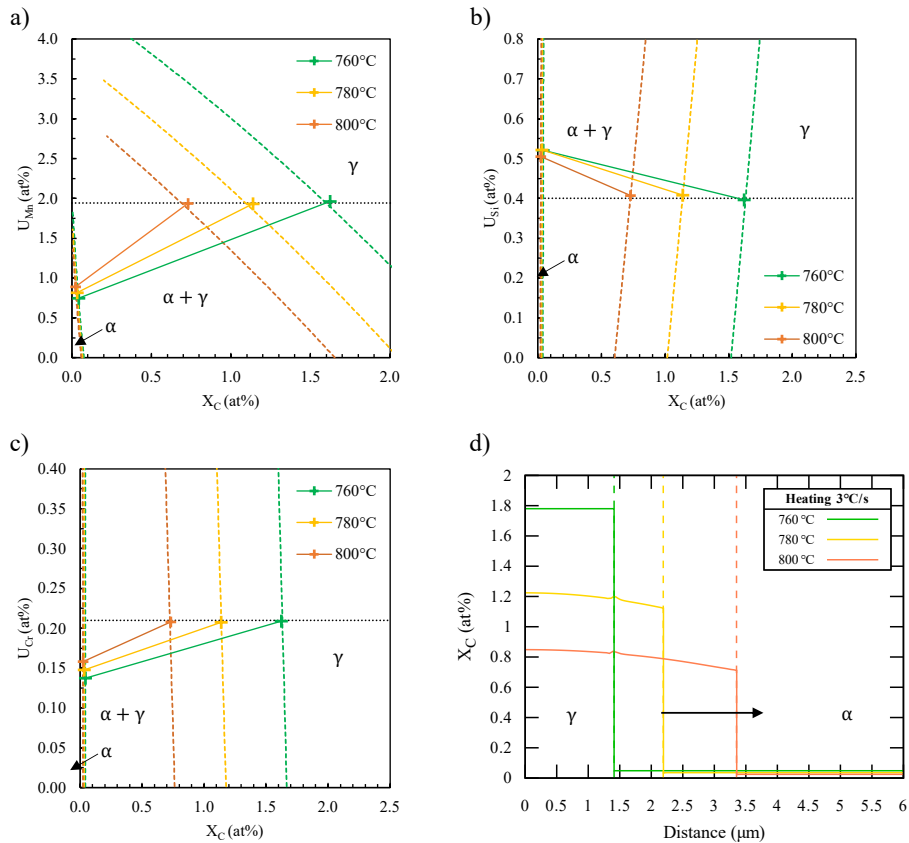 a)
4.0
3.5
3.0
2.5
2.0
1.5
1.0
0.5
0.0
U_Mn (at%)
760°C
780°C
800°C
γ
α + γ
α
0.0 0.5 1.0 1.5 2.0
X_C (at%)
b)
0.8
0.7
0.6
0.5
0.4
0.3
0.2
0.1
0.0
U_Si (at%)
α + γ
γ
α
760°C
780°C
800°C
0.0 0.5 1.0 1.5 2.0 2.5
X_C (at%)
c)
0.40
0.35
0.30
0.25
0.20
0.15
0.10
0.05
0.00
U_Cr (at%)
760°C
780°C
800°C
γ
α + γ
α
0.0 0.5 1.0 1.5 2.0 2.5
X_C (at%)
d)
2
1.8
1.6
1.4
1.2
1
0.8
0.6
0.4
0.2
0
X_C (at%)
Heating 3°C/s
760 °C
780 °C
800 °C
γ
α
0 0.5 1 1.5 2 2.5 3 3.5 4 4.5 5 5.5 6
Distance (μm)